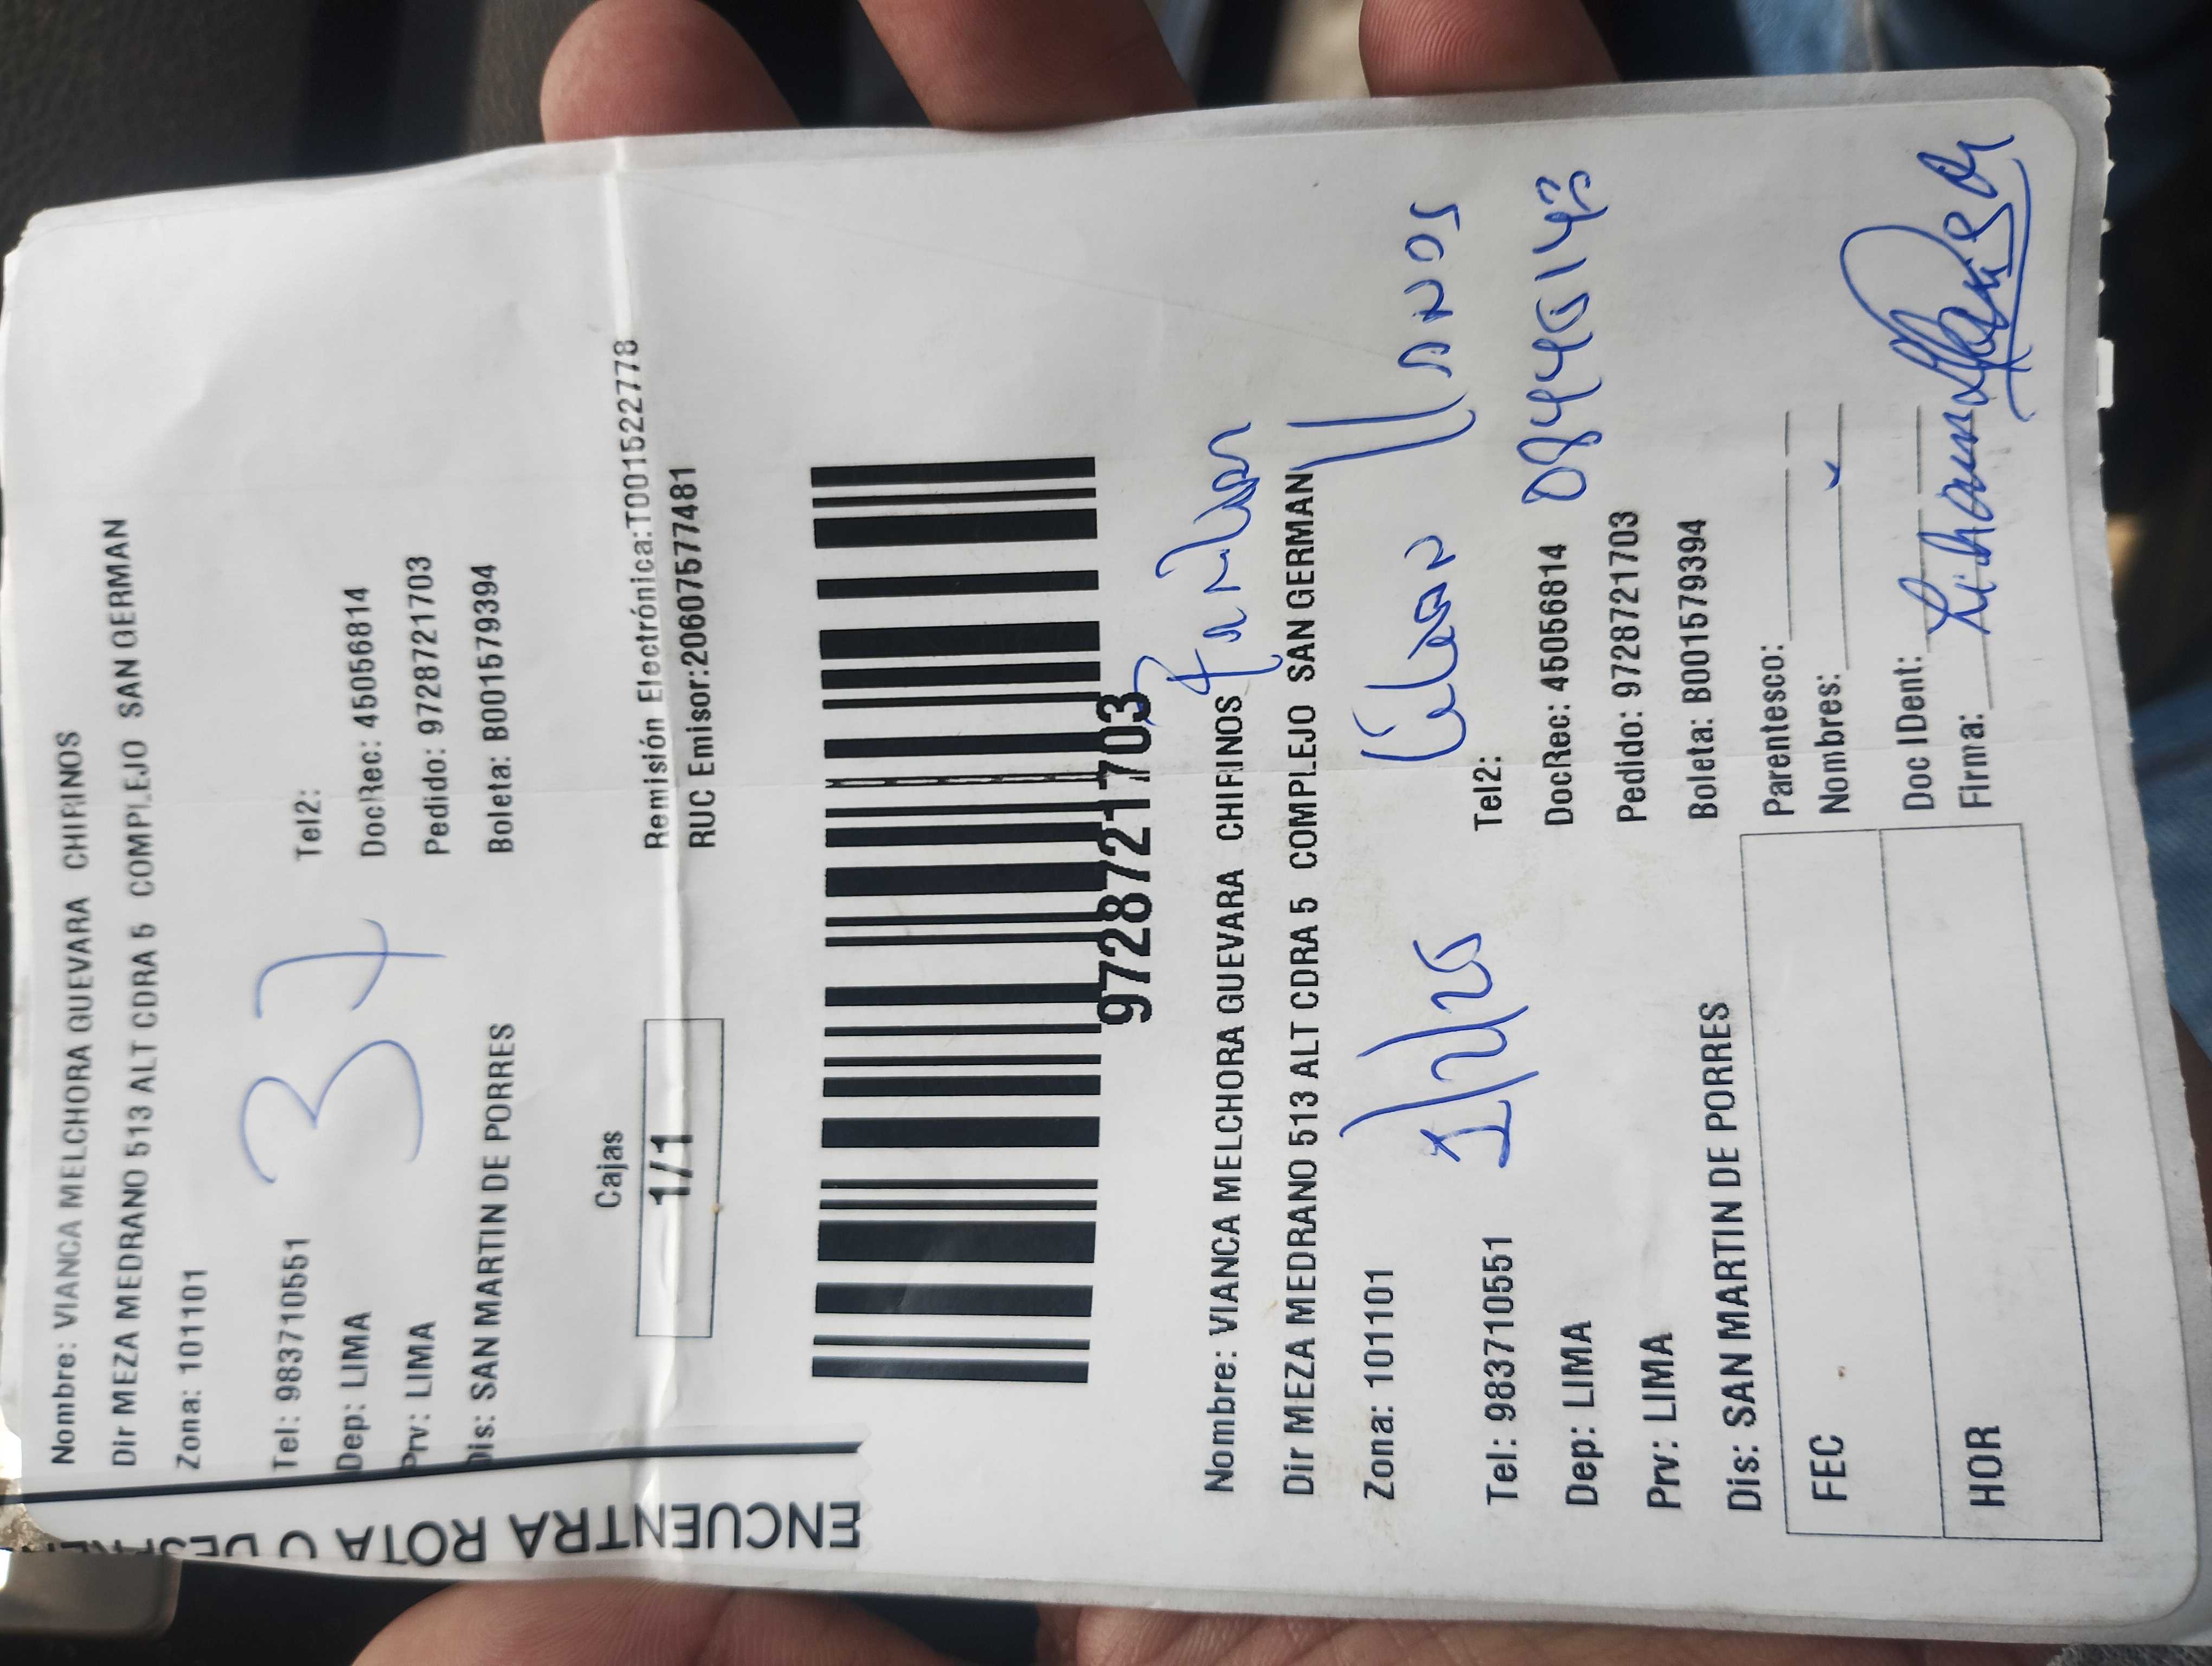 Nombre: VIANCA MELCHORA GUEVARA CHIRINOS
Dir MEZA MEDRANO 513 ALT CDRA 5 COMPLEJO SAN GERMAN
Zona: 101101
37
Tel: 983710551 Tel2:
Dep: LIMA DocRec: 45056814
Prv: LIMA Pedido: 9728721703
Dis: SAN MARTIN DE PORRES Boleta: B001579394
Cajas
1/1
Remisión Electrónica:T001522778
RUC Emisor:20607577481
ENCUENTRA ROTA O
9728721703
Nombre: VIANCA MELCHORA GUEVARA CHIRINOS
Dir MEZA MEDRANO 513 ALT CDRA 5 COMPLEJO SAN GERMAN
Zona: 101101
Tel: 983710551 Tel2:
Dep: LIMA DocRec: 45056814
Prv: LIMA Pedido: 9728721703
Dis: SAN MARTIN DE PORRES Boleta: B001579394
FEC
HOR
Parentesco:
Nombres:
Doc IDent:
Firma: